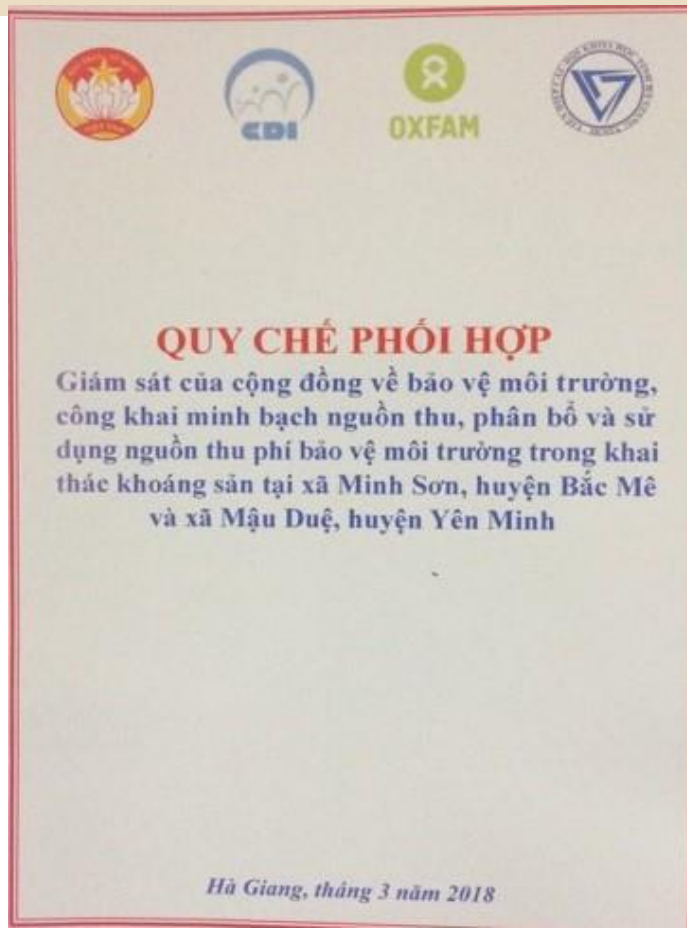 VIỆT NAM
CDI
OXFAM
QUY CHẾ PHỐI HỢP
Giám sát của cộng đồng về bảo vệ môi trường,
công khai minh bạch nguồn thu, phân bổ và sử
dụng nguồn thu phí bảo vệ môi trường trong khai
thác khoáng sản tại xã Minh Sơn, huyện Bắc Mê
và xã Mậu Duệ, huyện Yên Minh
Hà Giang, tháng 3 năm 2018